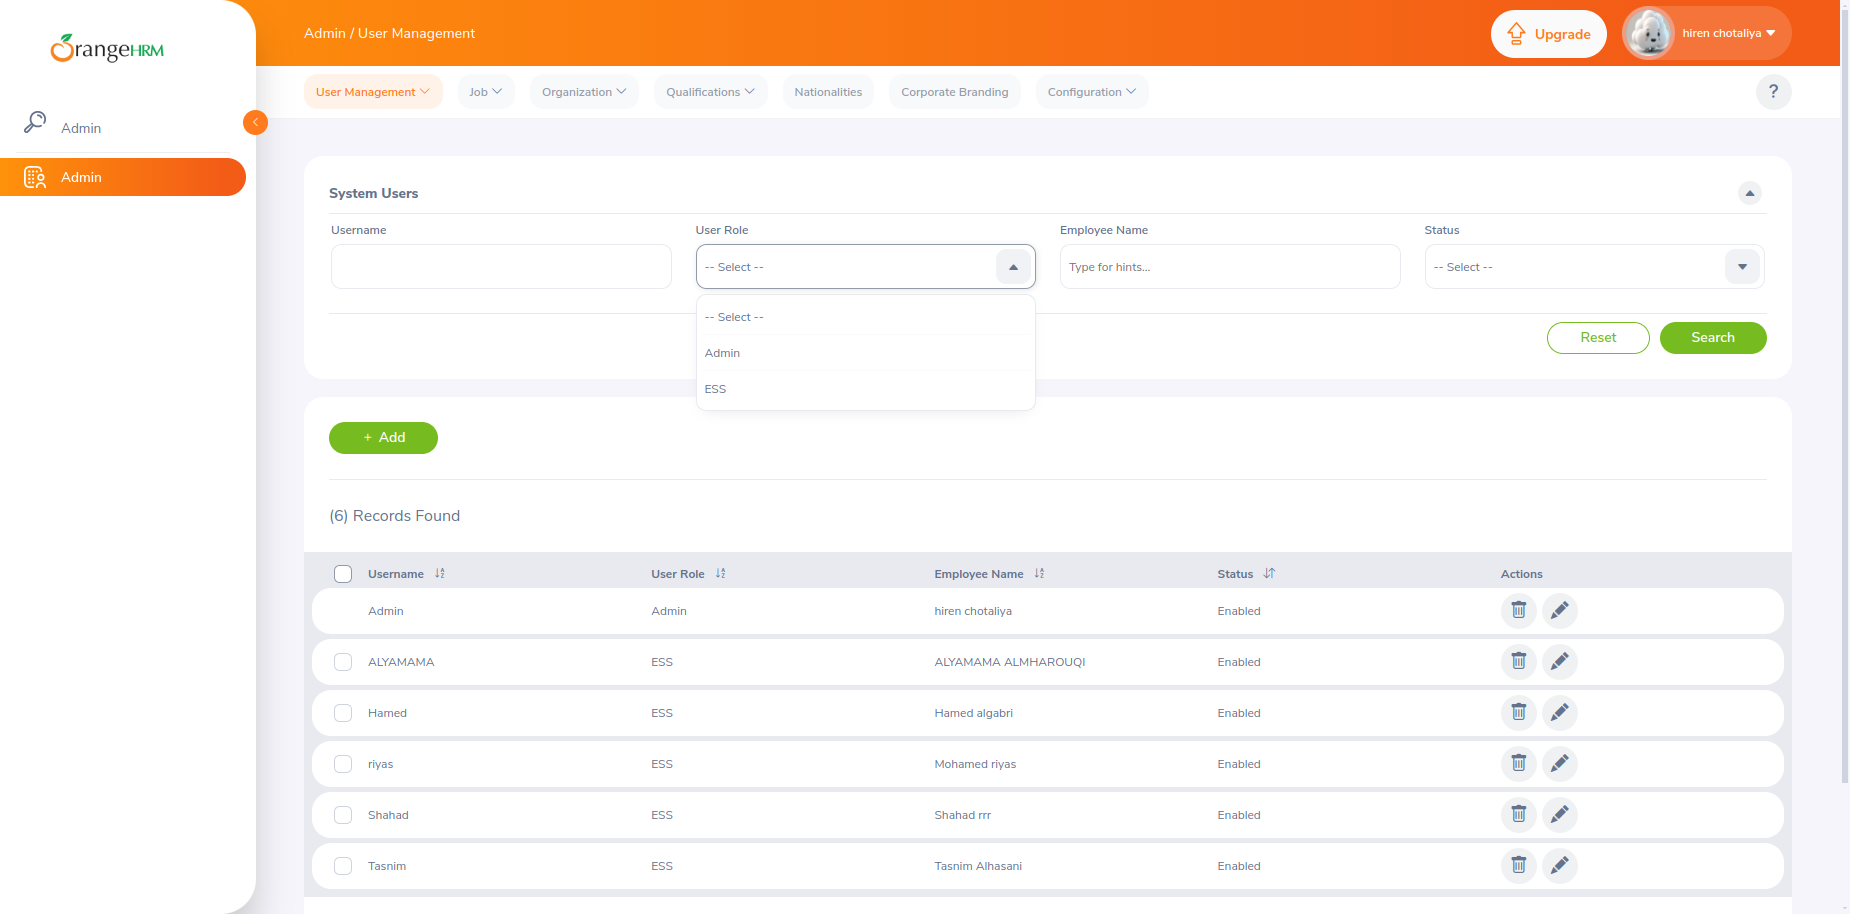 OrangeHRM
Admin
Admin
Admin / User Management
Upgrade
hiren chotaliya
User Management
Job
Organization
Qualifications
Nationalities
Corporate Branding
Configuration
?
System Users
Username
User Role
Employee Name
Status
-- Select --
Type for hints...
-- Select --
-- Select --
Admin
ESS
Reset
Search
+ Add
(6) Records Found
Username User Role Employee Name Status Actions
Admin Admin hiren chotaliya Enabled
ALYAMAMA ESS ALYAMAMA ALMHAROUQI Enabled
Hamed ESS Hamed algabri Enabled
riyas ESS Mohamed riyas Enabled
Shahad ESS Shahad rrr Enabled
Tasnim ESS Tasnim Alhasani Enabled